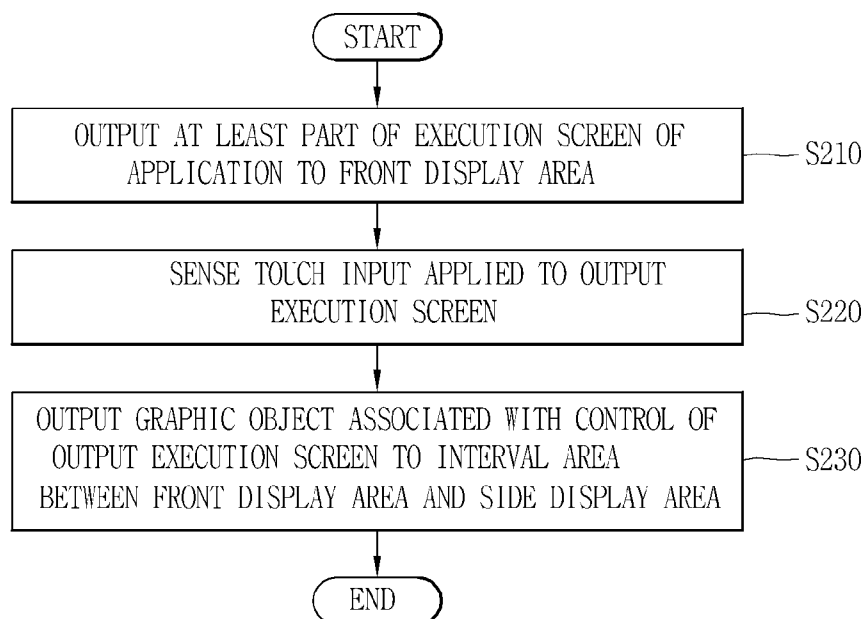 START
OUTPUT AT LEAST PART OF EXECUTION SCREEN OF
APPLICATION TO FRONT DISPLAY AREA
S210
SENSE TOUCH INPUT APPLIED TO OUTPUT
EXECUTION SCREEN
S220
OUTPUT GRAPHIC OBJECT ASSOCIATED WITH CONTROL OF
OUTPUT EXECUTION SCREEN TO INTERVAL AREA
BETWEEN FRONT DISPLAY AREA AND SIDE DISPLAY AREA
S230
END